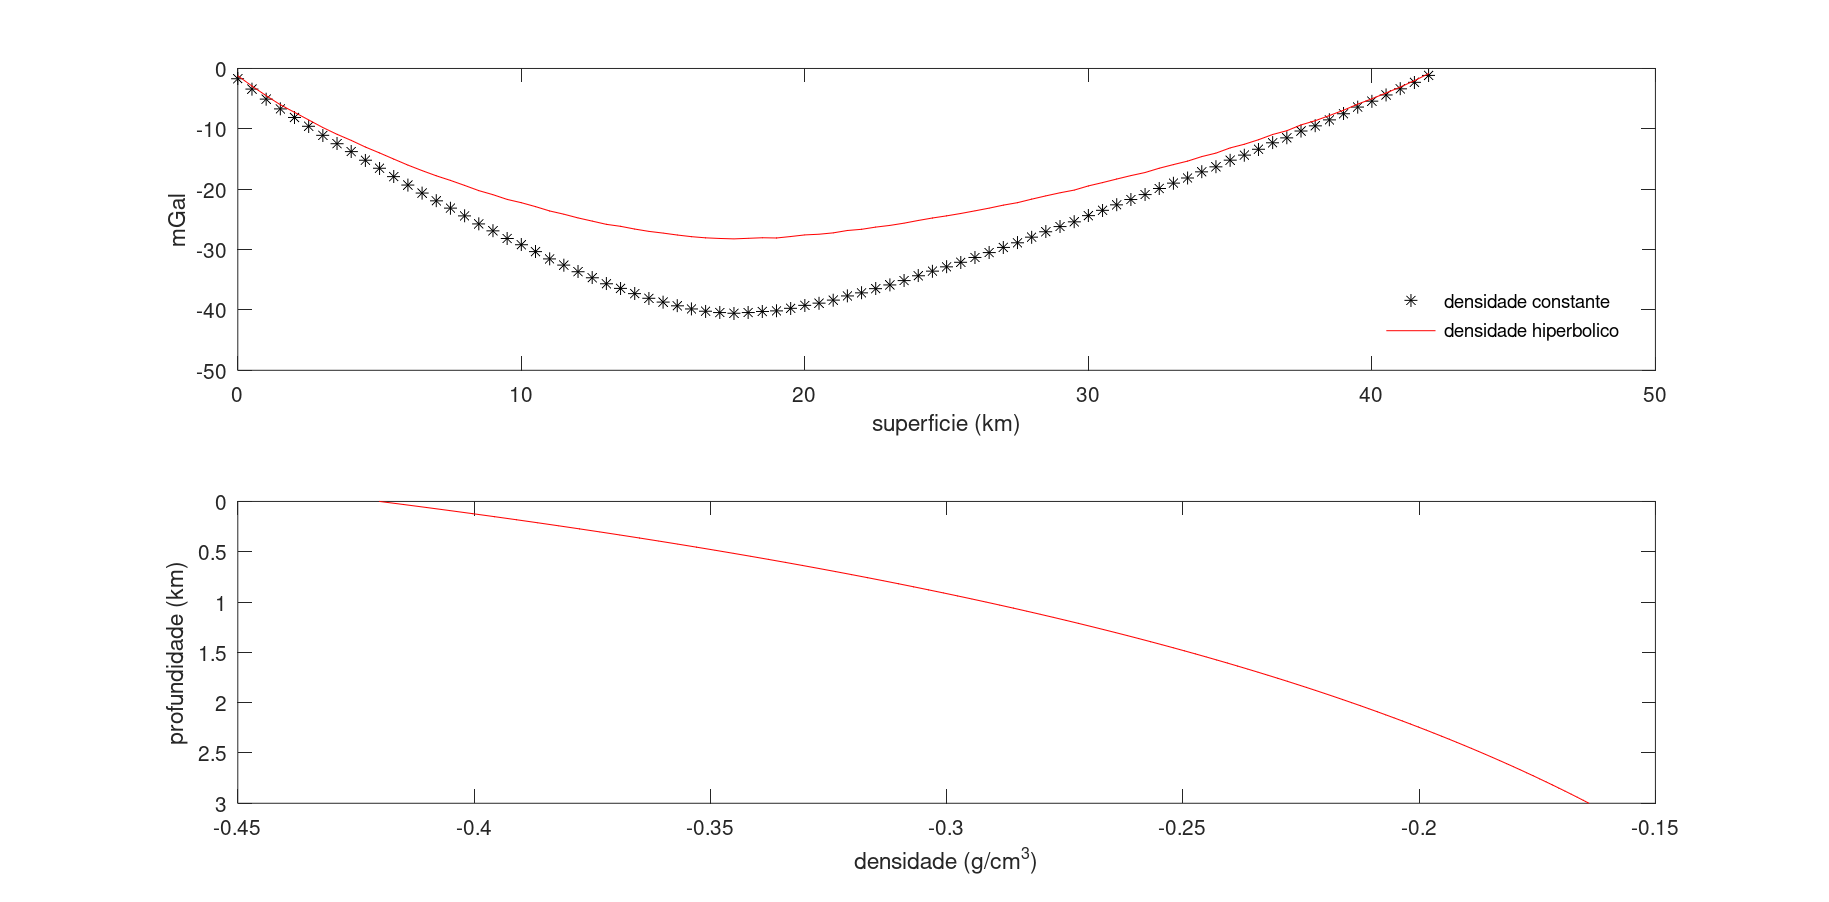 0
-10
-20
-30
-40
-50
mGal
0 10 20 30 40 50
superficie (km)
densidade constante
densidade hiperbolico
0
0.5
1
1.5
2
2.5
3
profundidade (km)
-0.45 -0.4 -0.35 -0.3 -0.25 -0.2 -0.15
densidade (g/cm³)